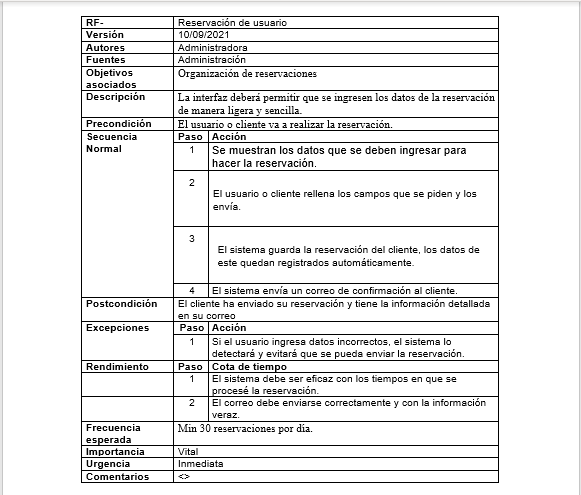 RF- Reservación de usuario
Versión 10/09/2021
Autores Administradora
Fuentes Administración
Objetivos Organización de reservaciones
asociados
Descripción La interfaz deberá permitir que se ingresen los datos de la reservación
de manera ligera y sencilla.
Precondición El usuario o cliente va a realizar la reservación.
Secuencia Paso Acción
Normal 1 Se muestran los datos que se deben ingresar para
hacer la reservación.
2
El usuario o cliente rellena los campos que se piden y los
envía.
3
El sistema guarda la reservación del cliente, los datos de
este quedan registrados automáticamente.
4 El sistema envía un correo de confirmación al cliente.
Postcondición El cliente ha enviado su reservación y tiene la información detallada
en su correo
Excepciones Paso Acción
1 Si el usuario ingresa datos incorrectos, el sistema lo
detectará y evitará que se pueda enviar la reservación.
Rendimiento Paso Cota de tiempo
1 El sistema debe ser eficaz con los tiempos en que se
procesé la reservación.
2 El correo debe enviarse correctamente y con la información
veraz.
Frecuencia Min 30 reservaciones por día.
esperada
Importancia Vital
Urgencia Inmediata
Comentarios <>